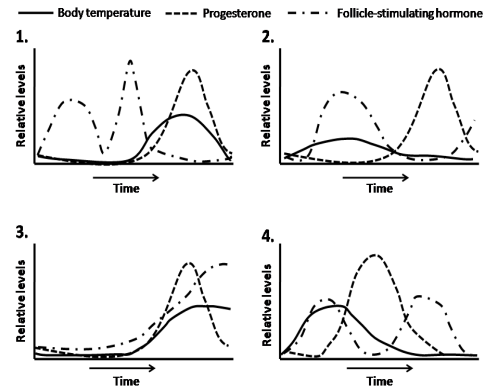 Body temperature Progesterone Follicle-stimulating hormone
1.
Relative levels
Time
2.
Relative levels
Time
3.
Relative levels
Time
4.
Relative levels
Time